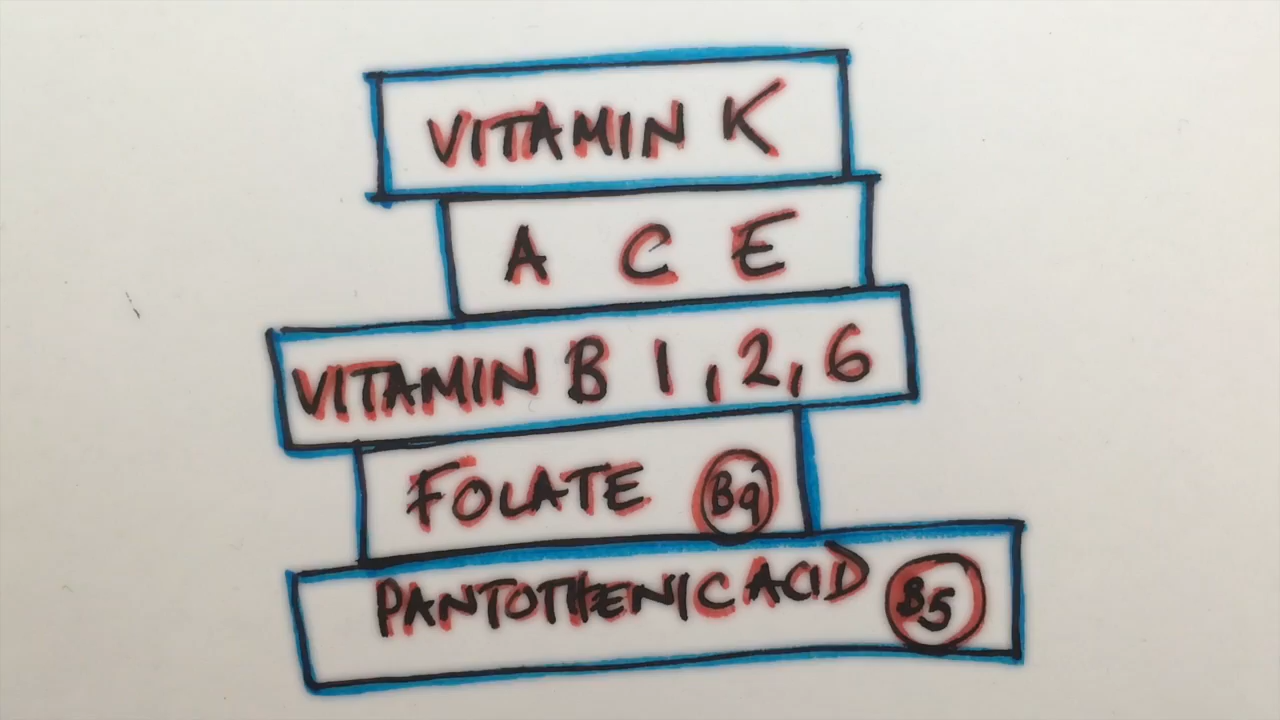 VITAMIN K
A C E
VITAMIN B 1, 2, 6
FOLATE B9
PANTOTHENIC ACID B5